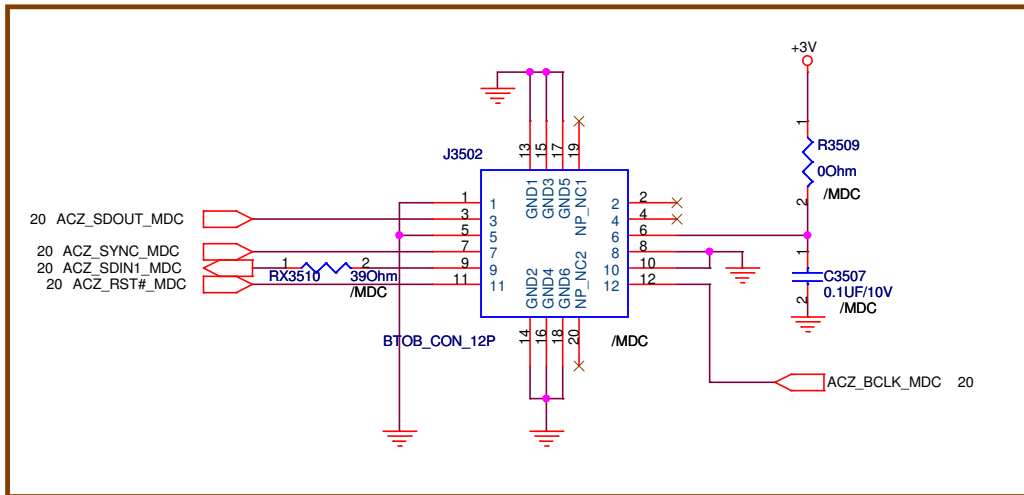 +3V
1
R3509
0Ohm
2
/MDC
J3502
13
15
17
19
GND1
GND3
GND5
NP_NC1
1 1 2 2
20 ACZ_SDOUT_MDC 3 3 4 4
5 5 6 6
20 ACZ_SYNC_MDC 7 7 8 8
20 ACZ_SDIN1_MDC 1 2 9 9 10 10
RX3510 39Ohm
20 ACZ_RST#_MDC 11 11 12 12
/MDC
GND2
GND4
GND6
NP_NC2
1
C3507
0.1UF/10V
2
/MDC
14
16
18
20
BTOB_CON_12P
/MDC
ACZ_BCLK_MDC 20